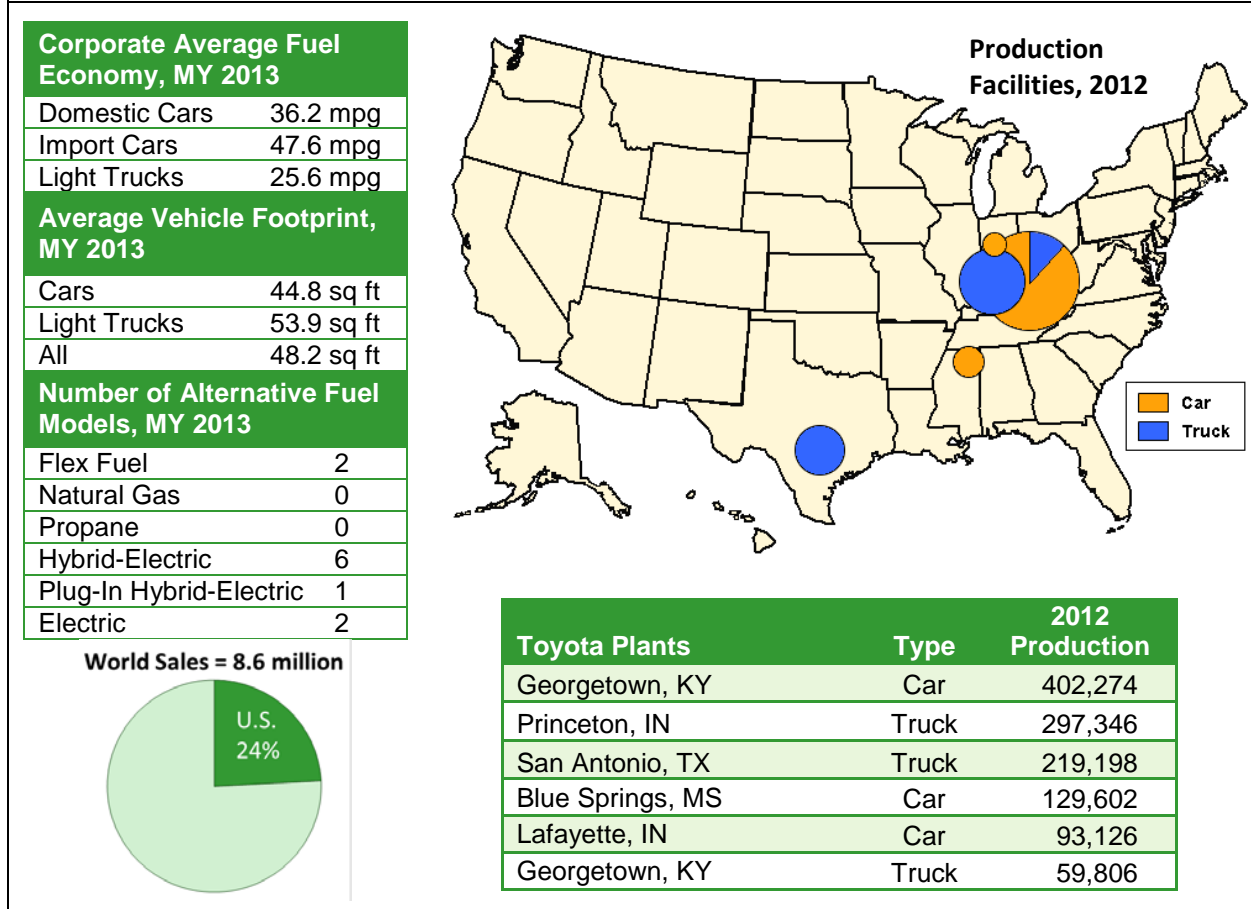 Corporate Average Fuel
Economy, MY 2013
Domestic Cars 36.2 mpg
Import Cars 47.6 mpg
Light Trucks 25.6 mpg
Average Vehicle Footprint,
MY 2013
Cars 44.8 sq ft
Light Trucks 53.9 sq ft
All 48.2 sq ft
Number of Alternative Fuel
Models, MY 2013
Flex Fuel 2
Natural Gas 0
Propane 0
Hybrid-Electric 6
Plug-In Hybrid-Electric 1
Electric 2
World Sales = 8.6 million
U.S.
24%
Production
Facilities, 2012
Car
Truck
2012
Toyota Plants Type Production
Georgetown, KY Car 402,274
Princeton, IN Truck 297,346
San Antonio, TX Truck 219,198
Blue Springs, MS Car 129,602
Lafayette, IN Car 93,126
Georgetown, KY Truck 59,806